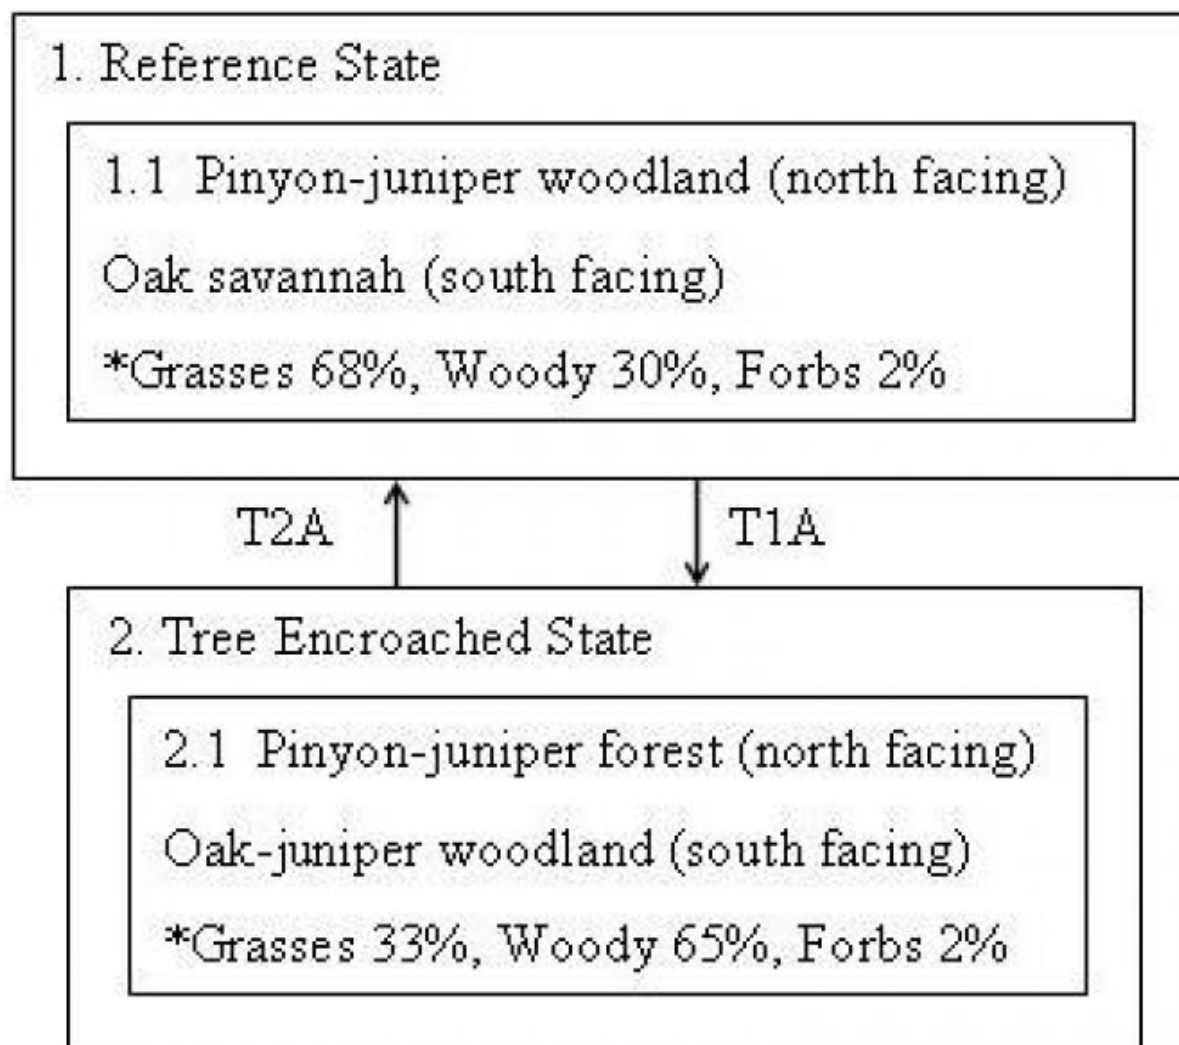 1. Reference State
1.1 Pinyon-juniper woodland (north facing)
Oak savannah (south facing)
*Grasses 68%, Woody 30%, Forbs 2%
T2A
T1A
2. Tree Encroached State
2.1 Pinyon-juniper forest (north facing)
Oak-juniper woodland (south facing)
*Grasses 33%, Woody 65%, Forbs 2%